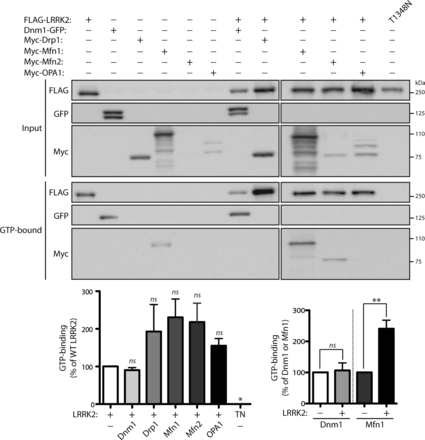 FLAG-LRRK2: + - - - - - + + + + + T1348N
Dnm1-GFP: - + - - - - + - - - -
Myc-Drp1: - - + - - - - + - - -
Myc-Mfn1: - - - + - - - - + - -
Myc-Mfn2: - - - - + - - - - + -
Myc-OPA1: - - - - - + - - - - +
kDa
Input
FLAG
250
GFP
110
Myc
110
75
GTP-bound
FLAG
250
GFP
110
Myc
110
75
GTP-binding
(% of WT LRRK2)
300
200
100
0
ns ns ns ns ns *
LRRK2: + + + + + + TN
– Dnm1 Drp1 Mfn1 Mfn2 OPA1 –
GTP-binding
(% of Dnm1 or Mfn1)
300
200
100
0
ns **
LRRK2: – + – +
Dnm1 Mfn1